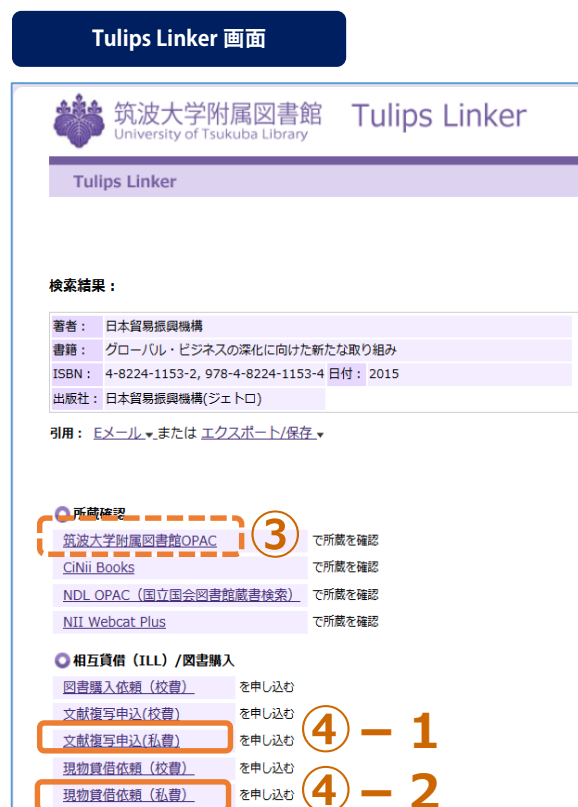 Tulips Linker 画面
筑波大学附属図書館 Tulips Linker
University of Tsukuba Library
Tulips Linker
検索結果：
著者： 日本貿易振興機構
書籍： グローバル・ビジネスの深化に向けた新たな取り組み
ISBN： 4-8224-1153-2, 978-4-8224-1153-4 日付： 2015
出版社： 日本貿易振興機構(ジェトロ)
引用： Eメール または エクスポート/保存
所蔵確認
筑波大学附属図書館OPAC ③ で所蔵を確認
CiNii Books で所蔵を確認
NDL OPAC（国立国会図書館蔵書検索） で所蔵を確認
NII Webcat Plus で所蔵を確認
相互貸借（ILL）/図書購入
図書購入依頼（校費） を申し込む
文献複写申込(校費) を申し込む
文献複写申込(私費) を申し込む ④－1
現物貸借依頼（校費） を申し込む
現物貸借依頼（私費） を申し込む ④－2